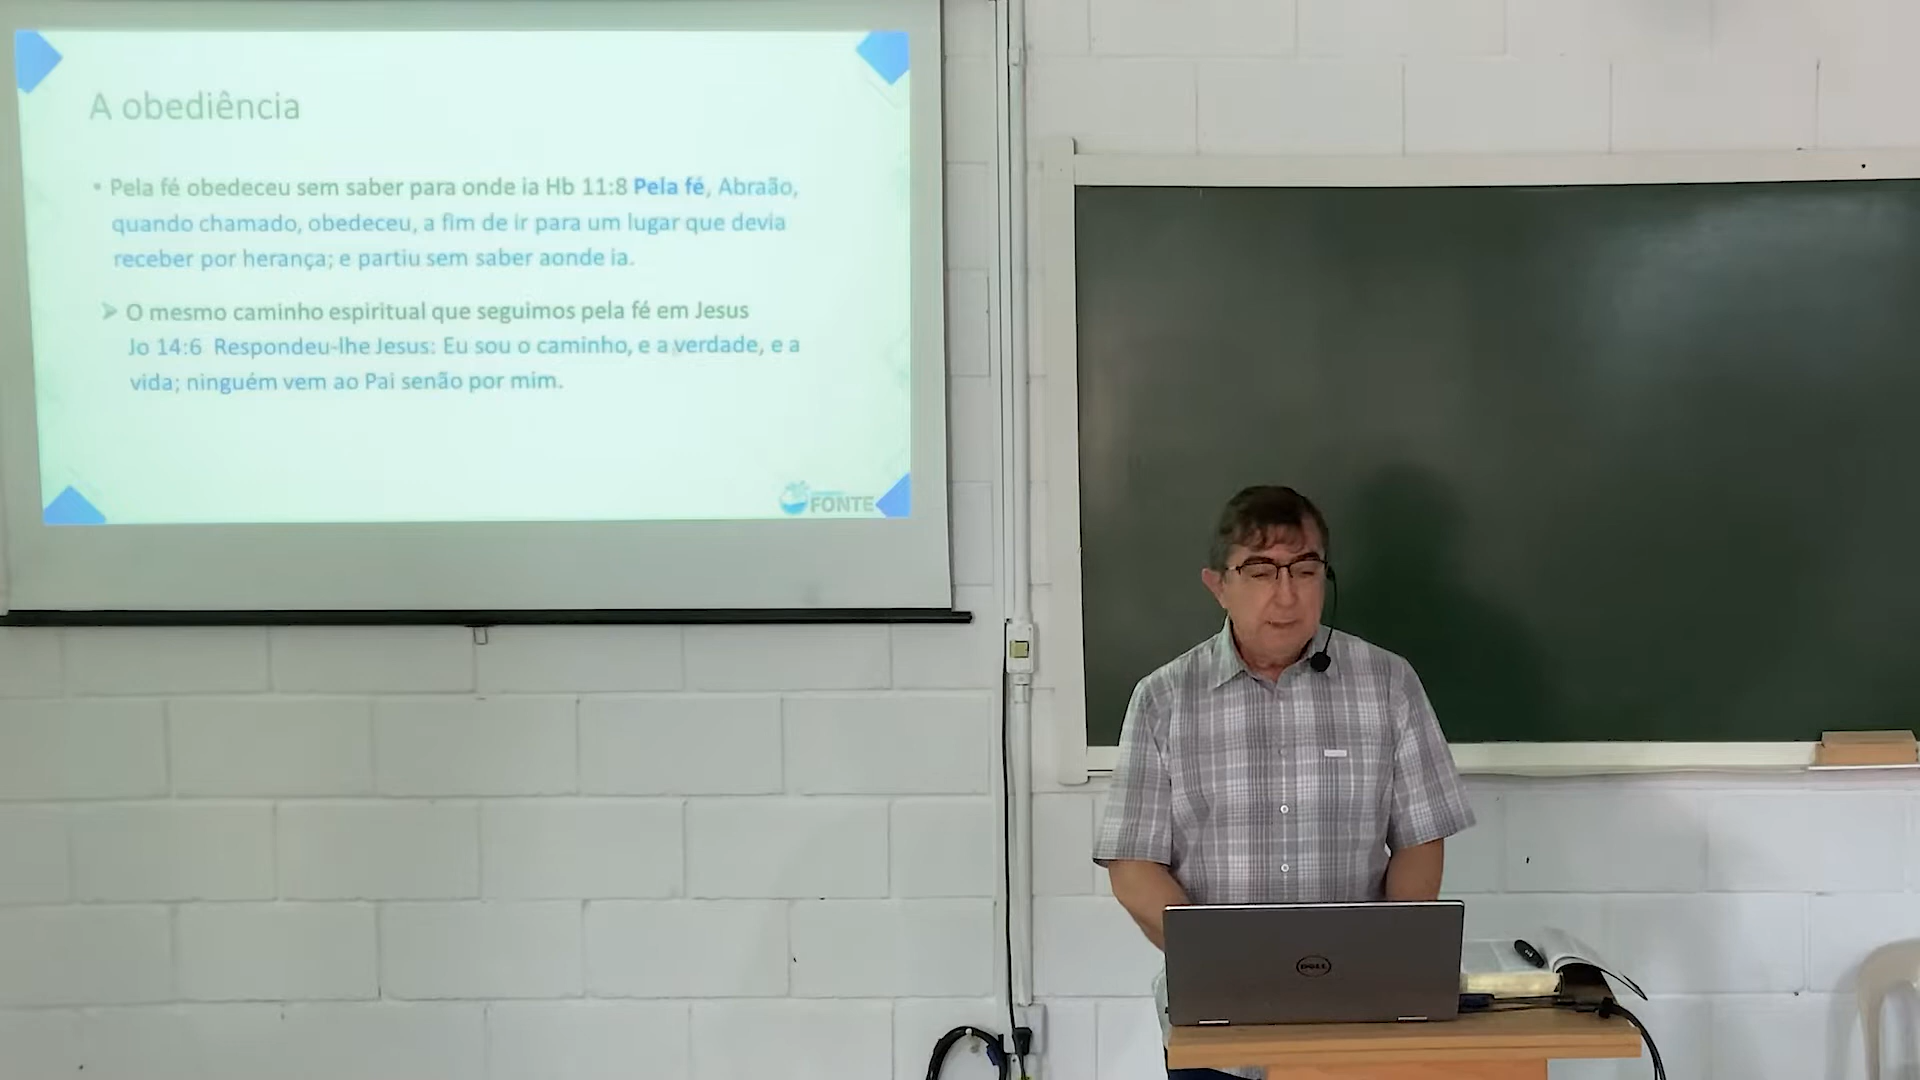 A obediência
• Pela fé obedeceu sem saber para onde ia Hb 11:8 Pela fé, Abraão,
quando chamado, obedeceu, a fim de ir para um lugar que devia
receber por herança; e partiu sem saber aonde ia.
➤ O mesmo caminho espiritual que seguimos pela fé em Jesus
Jo 14:6 Respondeu-lhe Jesus: Eu sou o caminho, e a verdade, e a
vida; ninguém vem ao Pai senão por mim.
FONTE
DELL